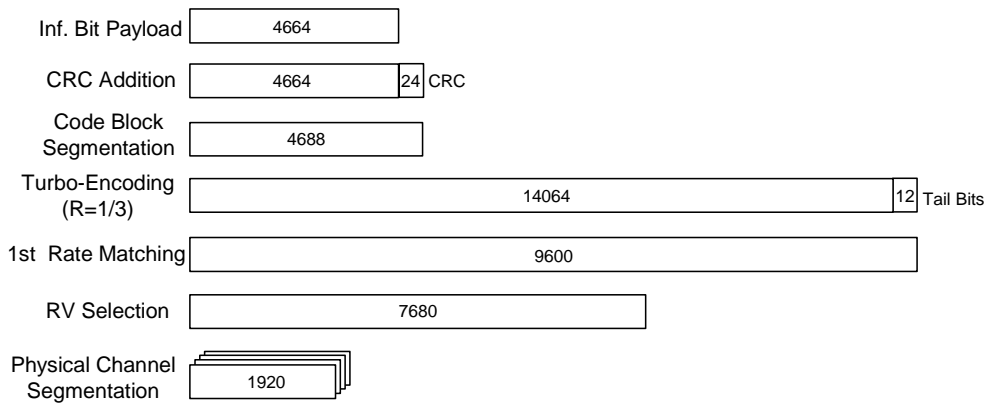 Inf. Bit Payload 4664
CRC Addition 4664 24 CRC
Code Block
Segmentation 4688
Turbo-Encoding
(R=1/3) 14064 12 Tail Bits
1st Rate Matching 9600
RV Selection 7680
Physical Channel
Segmentation 1920